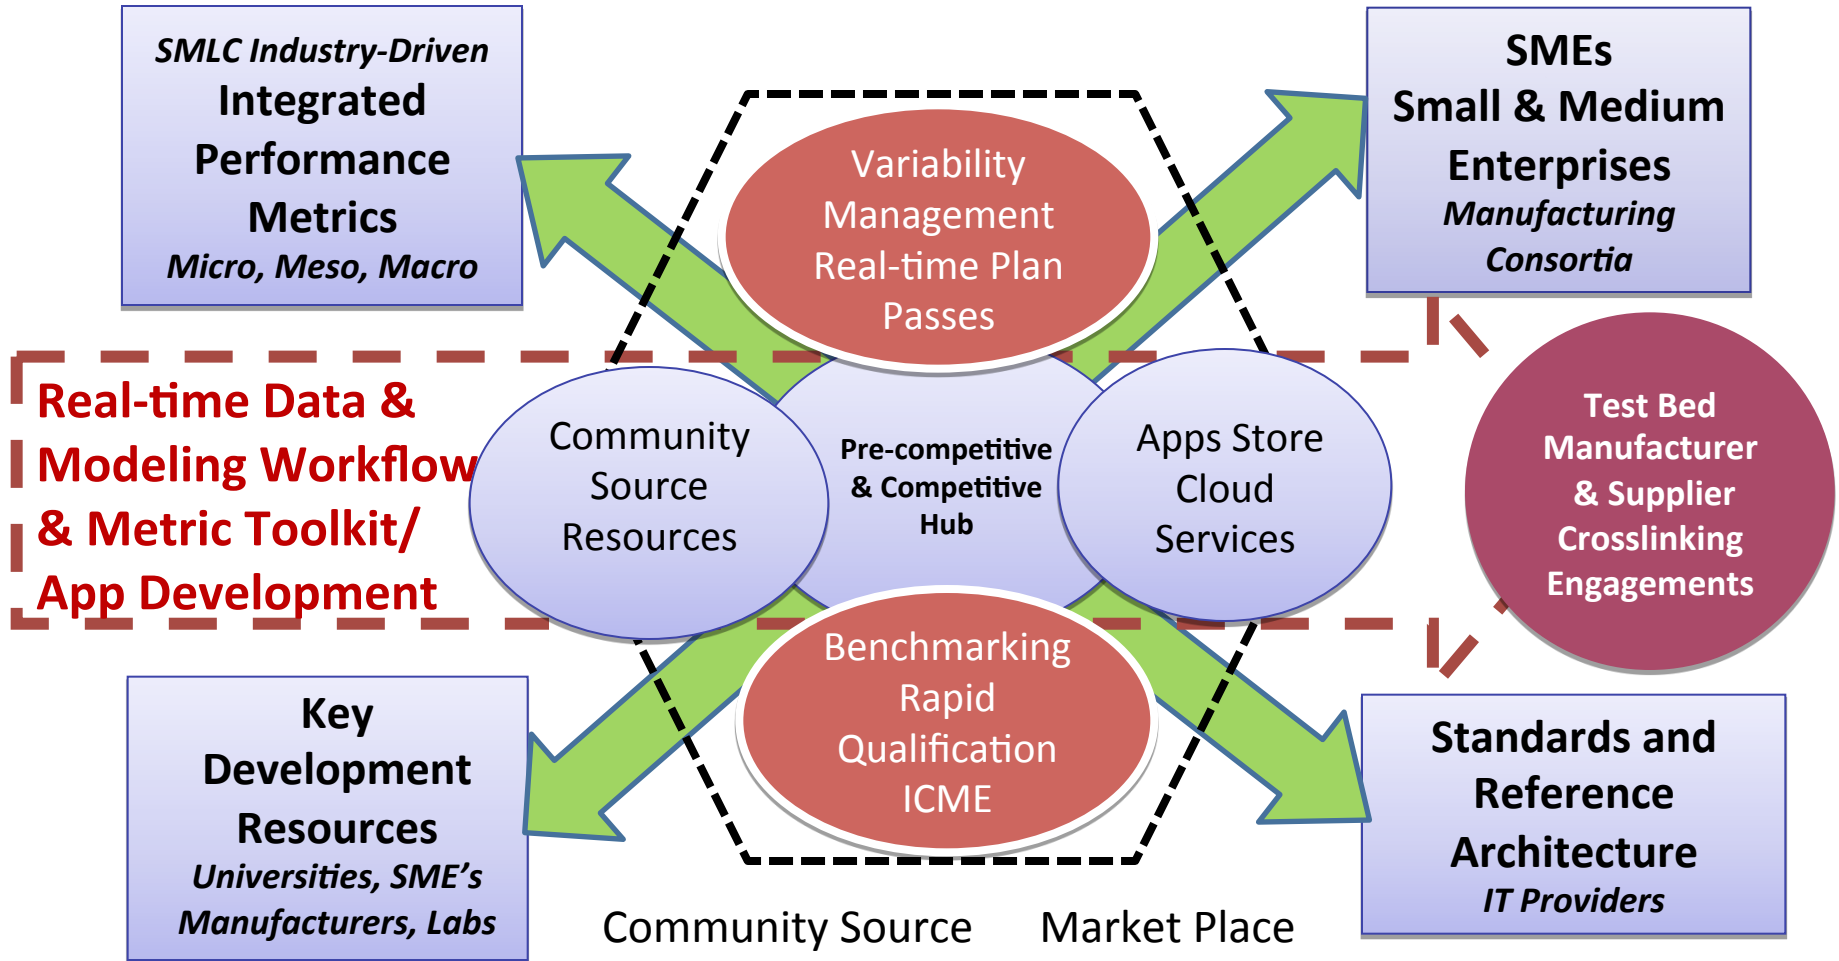 SMLC Industry-Driven
Integrated
Performance
Metrics
Micro, Meso, Macro
SMEs
Small & Medium
Enterprises
Manufacturing
Consortia
Variability
Management
Real-time Plan
Passes
Real-time Data &
Modeling Workflow
& Metric Toolkit/
App Development
Community
Source
Resources
Pre-competitive
& Competitive
Hub
Apps Store
Cloud
Services
Test Bed
Manufacturer
& Supplier
Crosslinking
Engagements
Benchmarking
Rapid
Qualification
ICME
Key
Development
Resources
Universities, SME’s
Manufacturers, Labs
Standards and
Reference
Architecture
IT Providers
Community Source
Market Place